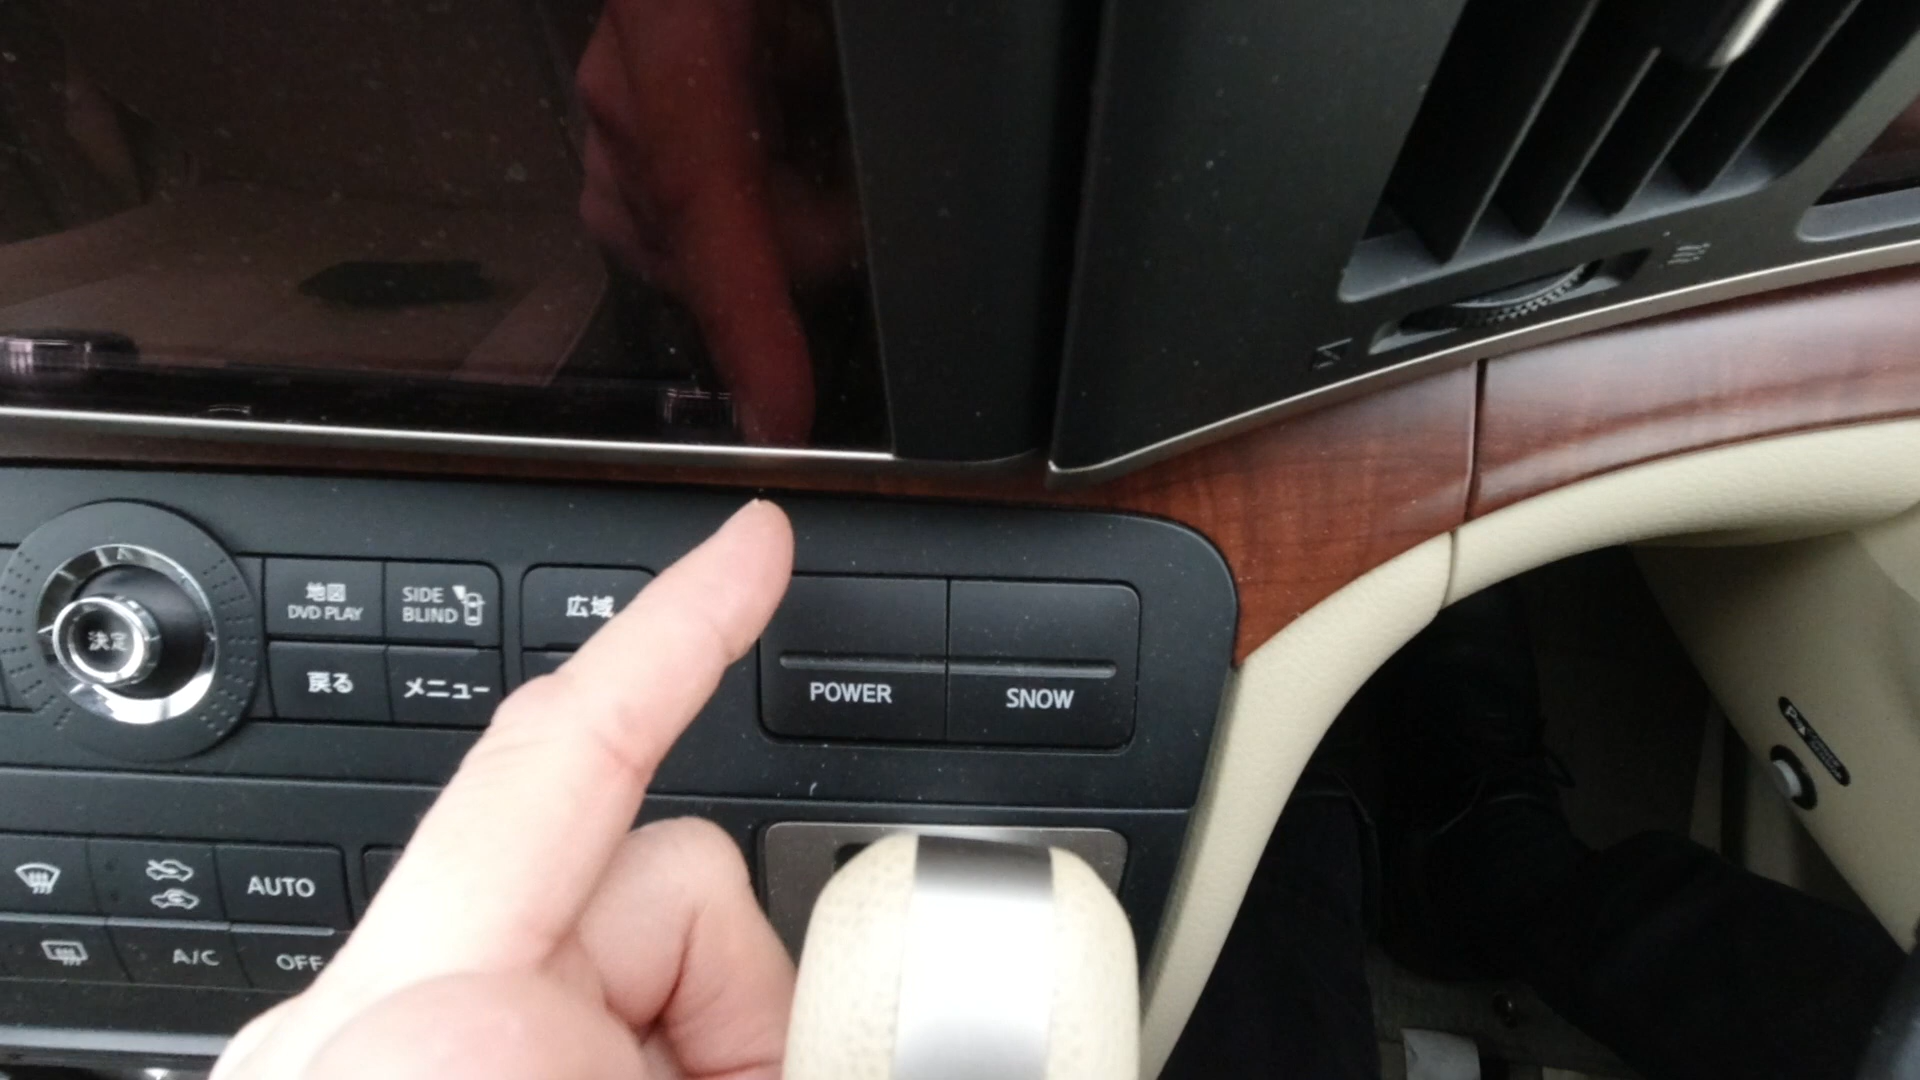 地図
DVD PLAY
SIDE
BLIND
広域
決定
戻る
メニュー
POWER
SNOW
AUTO
A/C
OFF